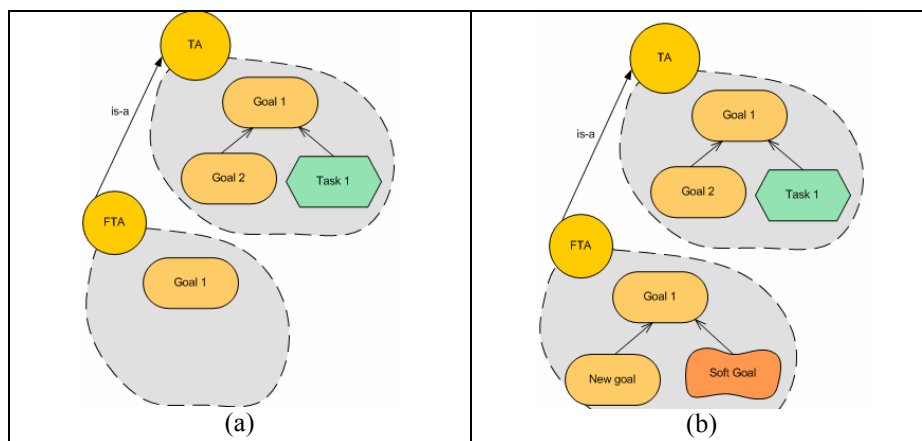 TA
Goal 1
is-a
Goal 2
Task 1
FTA
Goal 1
(a)
TA
Goal 1
is-a
Goal 2
Task 1
FTA
Goal 1
New goal
Soft Goal
(b)